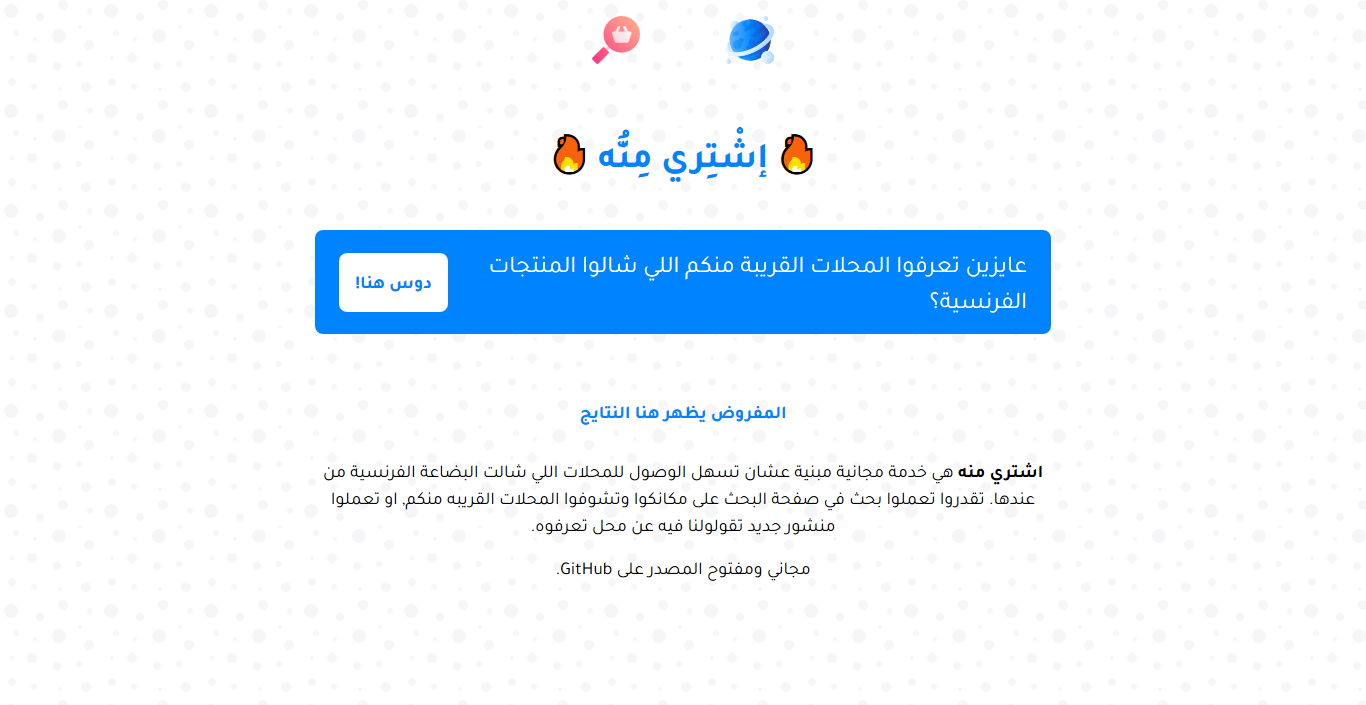 🔥 إشْتِري مِنُّه 🔥
عايزين تعرفوا المحلات القريبة منكم اللي شالوا المنتجات
الفرنسية؟
دوس هنا!
المفروض يظهر هنا النتايج
اشتري منه هي خدمة مجانية مبنية عشان تسهل الوصول للمحلات اللي شالت البضاعة الفرنسية من
عندها. تقدروا تعملوا بحث في صفحة البحث على مكانكوا وتشوفوا المحلات القريبه منكم, او تعملوا
منشور جديد تقولولنا فيه عن محل تعرفوه.
مجاني ومفتوح المصدر على GitHub.